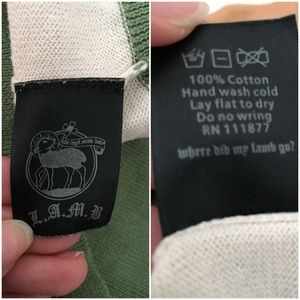 L.A.M.B
100% Cotton
Hand wash cold
Lay flat to dry
Do no wring
RN 111877
where did my lamb go?